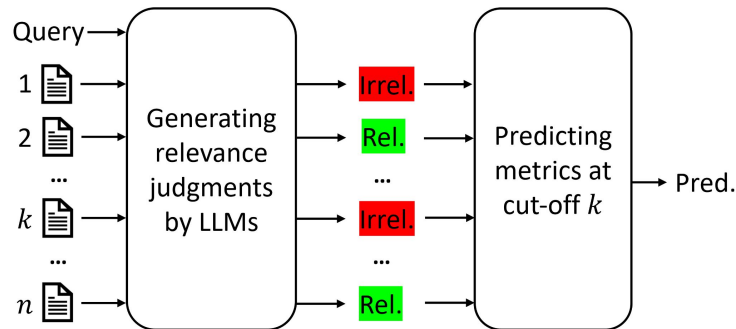 Query
1
Irrel.
2
Rel.
...
...
k
Irrel.
...
...
n
Rel.
Generating
relevance
judgments
by LLMs
Predicting
metrics at
cut-off k
Pred.